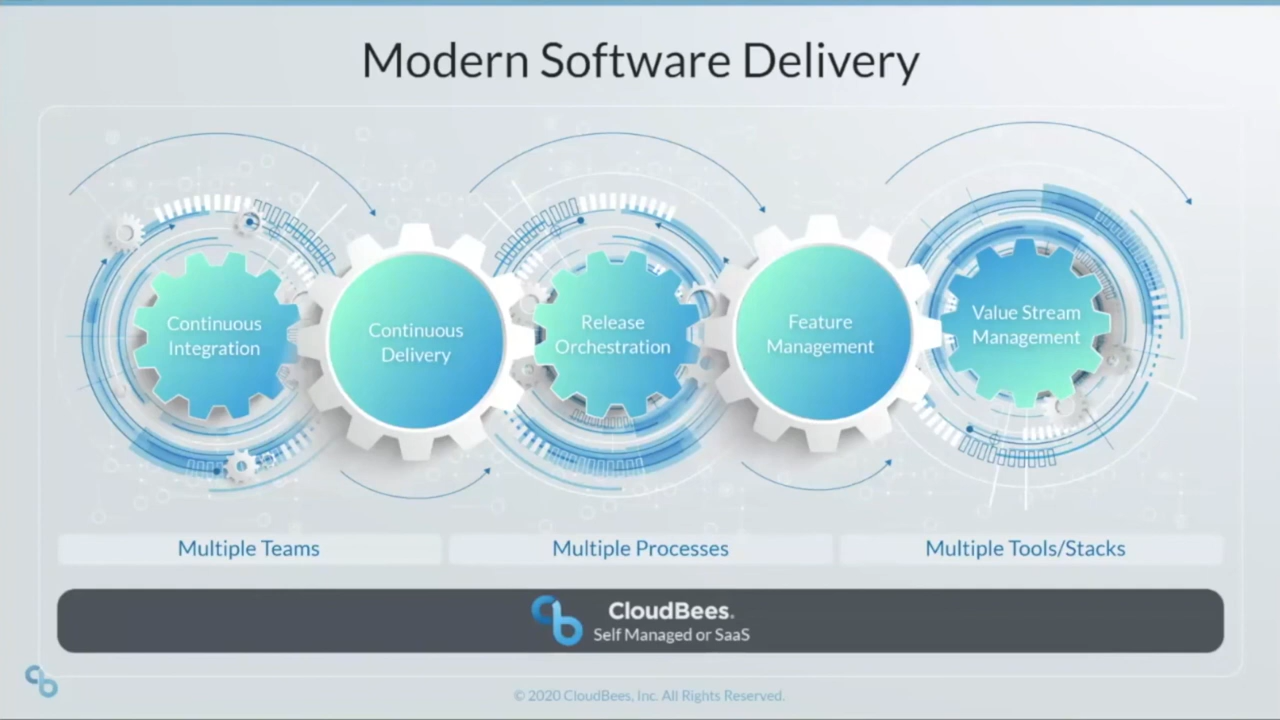 Modern Software Delivery
Continuous
Integration
Continuous
Delivery
Release
Orchestration
Feature
Management
Value Stream
Management
Multiple Teams
Multiple Processes
Multiple Tools/Stacks
CloudBees.
Self Managed or SaaS
© 2020 CloudBees, Inc. All Rights Reserved.